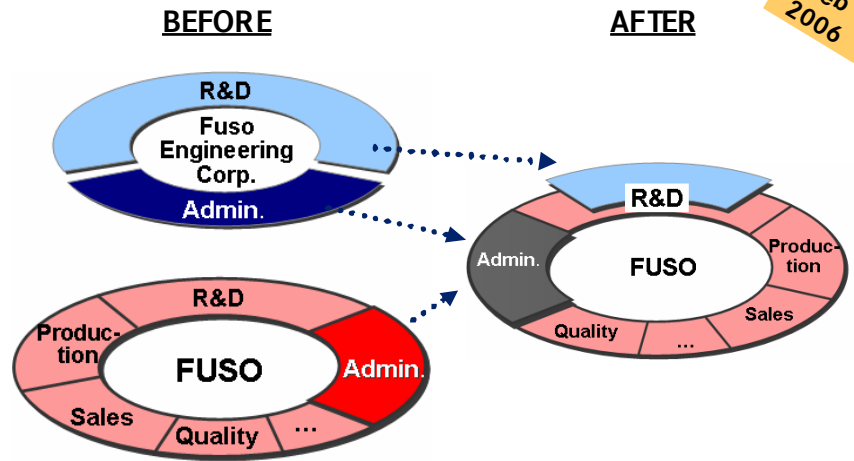 BEFORE
AFTER
2006
R&D
Fuso
Engineering
Corp.
Admin.
R&D
Produc-
tion
FUSO
Admin.
Sales
Quality
...
R&D
Admin.
FUSO
Produc-
tion
Quality
...
Sales